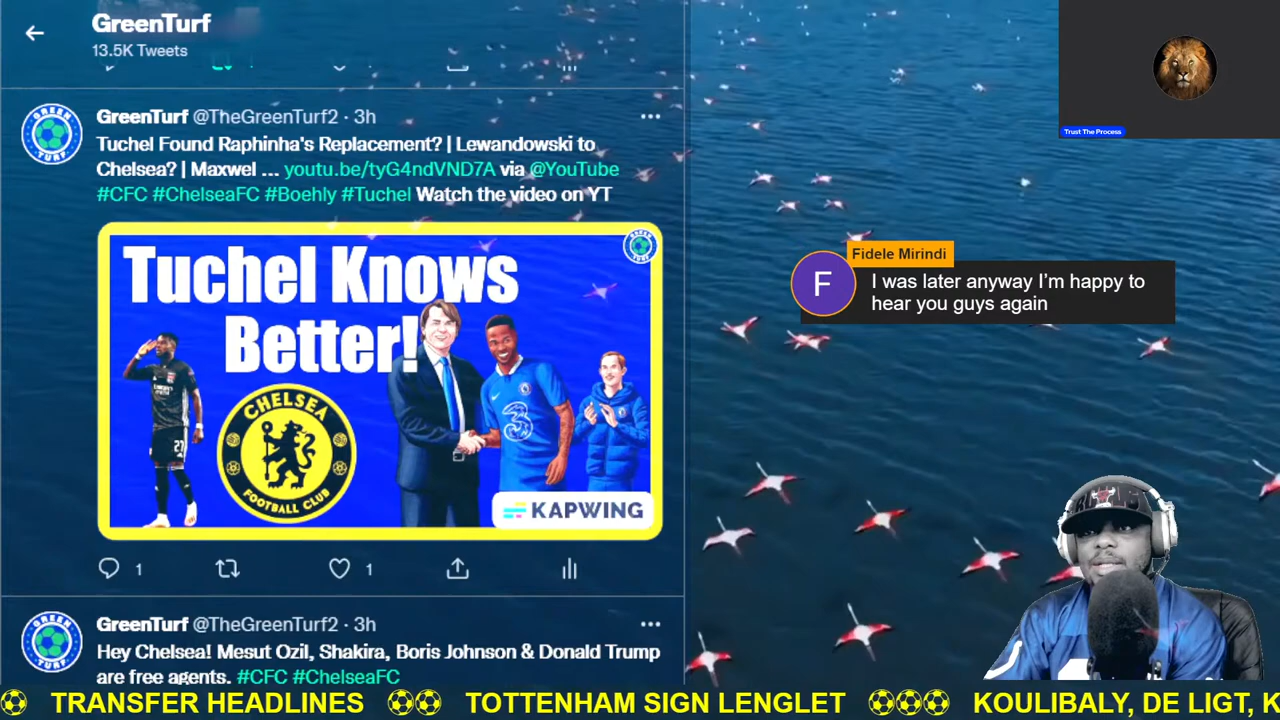 GreenTurf
13.5K Tweets
GreenTurf @TheGreenTurf2 · 3h
Tuchel Found Raphinha's Replacement? | Lewandowski to
Chelsea? | Maxwel ... youtu.be/tyG4ndVND7A via @YouTube
#CFC #ChelseaFC #Boehly #Tuchel Watch the video on YT
Tuchel Knows
Better!
GREEN
TURF
27
CHELSEA
FOOTBALL CLUB
3
KAPWING
1
1
GreenTurf @TheGreenTurf2 · 3h
Hey Chelsea! Mesut Ozil, Shakira, Boris Johnson & Donald Trump
are free agents. #CFC #ChelseaFC
Trust The Process
Fidele Mirindi
F
I was later anyway I'm happy to
hear you guys again
TRANSFER HEADLINES TOTTENHAM SIGN LENGLET KOULIBALY, DE LIGT, K